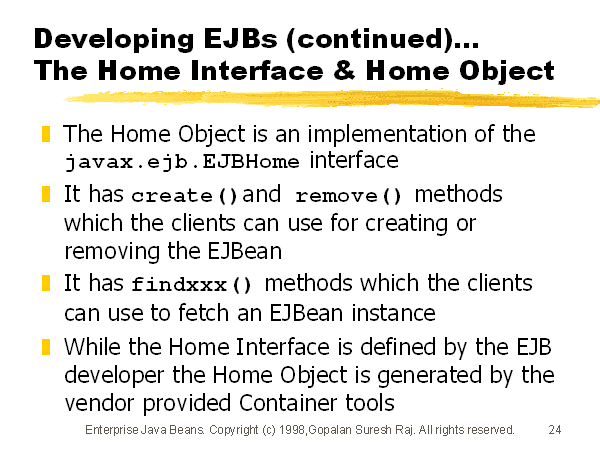 Developing EJBs (continued)...
The Home Interface & Home Object
The Home Object is an implementation of the
javax.ejb.EJBHome interface
It has create()and remove() methods
which the clients can use for creating or
removing the EJBean
It has findxxx() methods which the clients
can use to fetch an EJBean instance
While the Home Interface is defined by the EJB
developer the Home Object is generated by the
vendor provided Container tools
Enterprise Java Beans. Copyright (c) 1998,Gopalan Suresh Raj. All rights reserved. 24